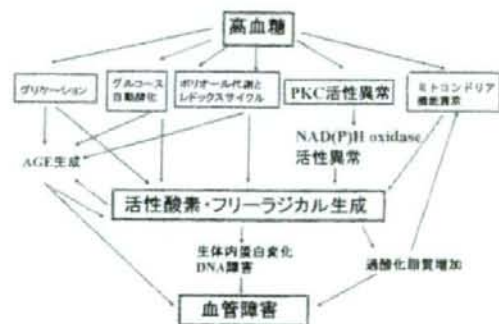 高血糖
グリケーション
グルコース
自動酸化
ポリオール代謝と
レドックスサイクル
PKC活性異常
ミトコンドリア
機能異常
NAD(P)H oxidase
活性異常
AGE生成
活性酸素・フリーラジカル生成
生体内蛋白変化
DNA障害
過酸化脂質増加
血管障害